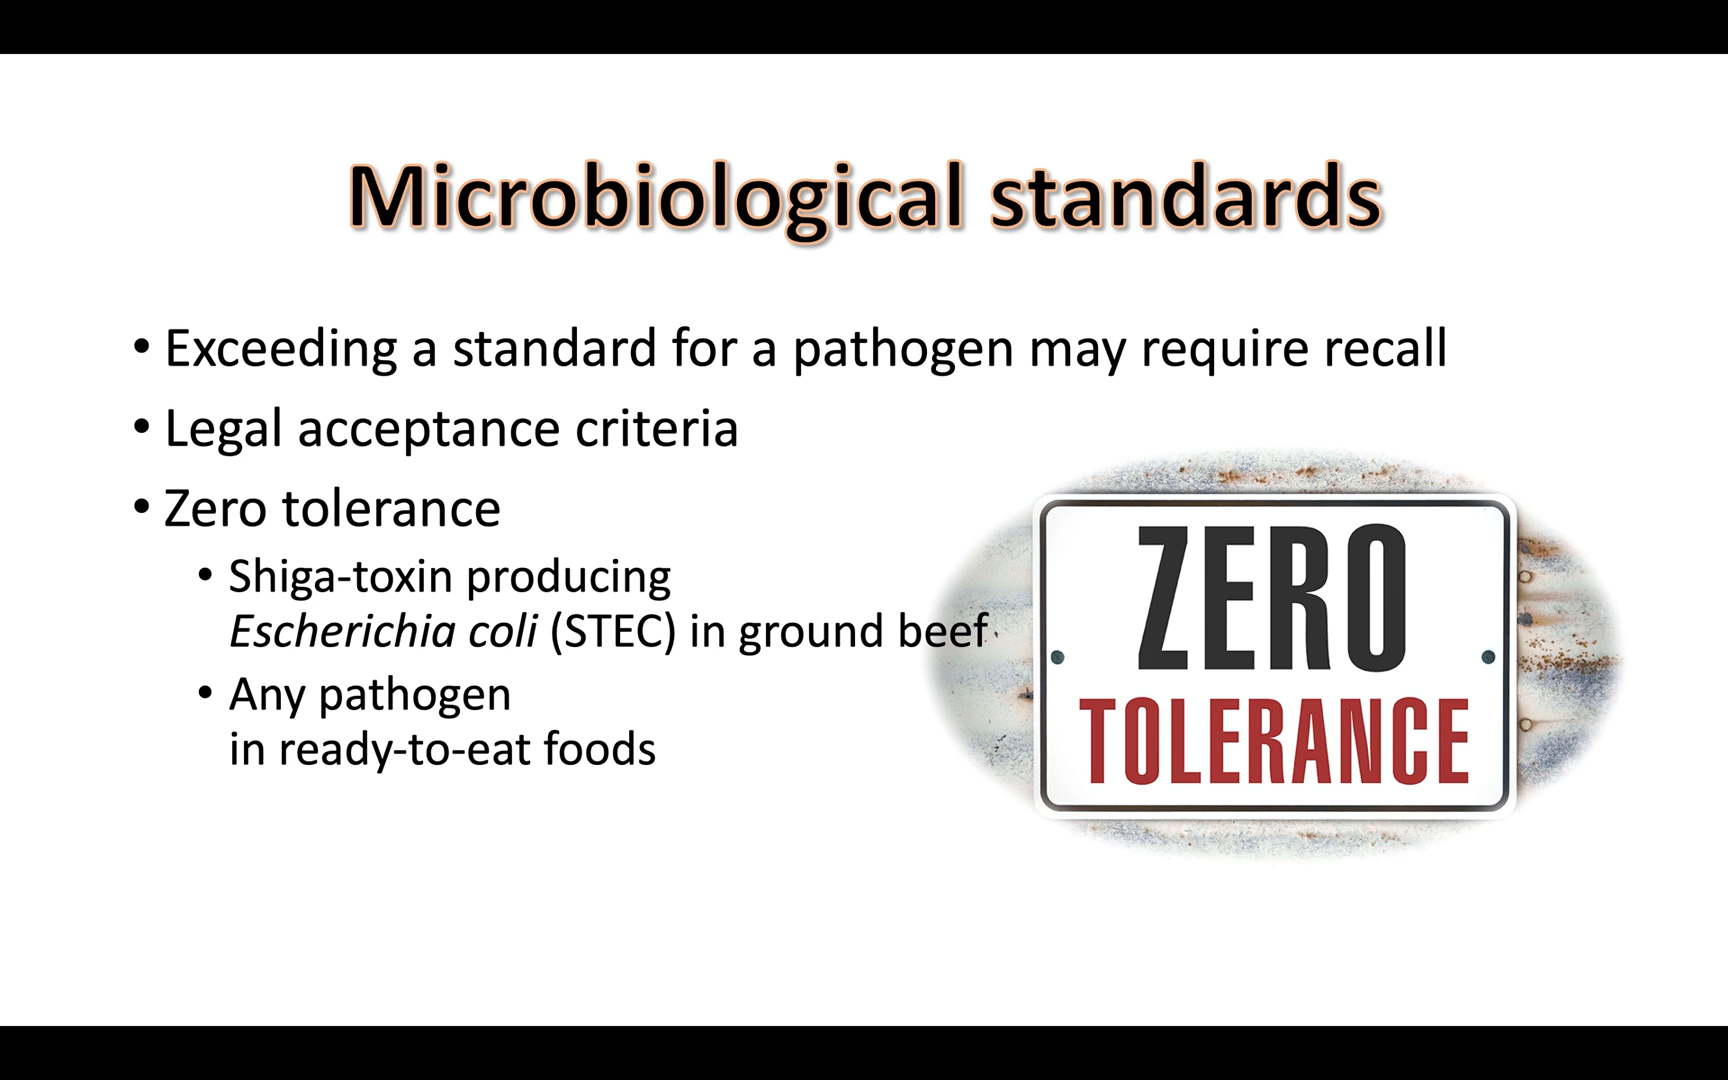 Microbiological standards
• Exceeding a standard for a pathogen may require recall
• Legal acceptance criteria
• Zero tolerance
• Shiga-toxin producing
Escherichia coli (STEC) in ground beef
• Any pathogen
in ready-to-eat foods
ZERO
TOLERANCE